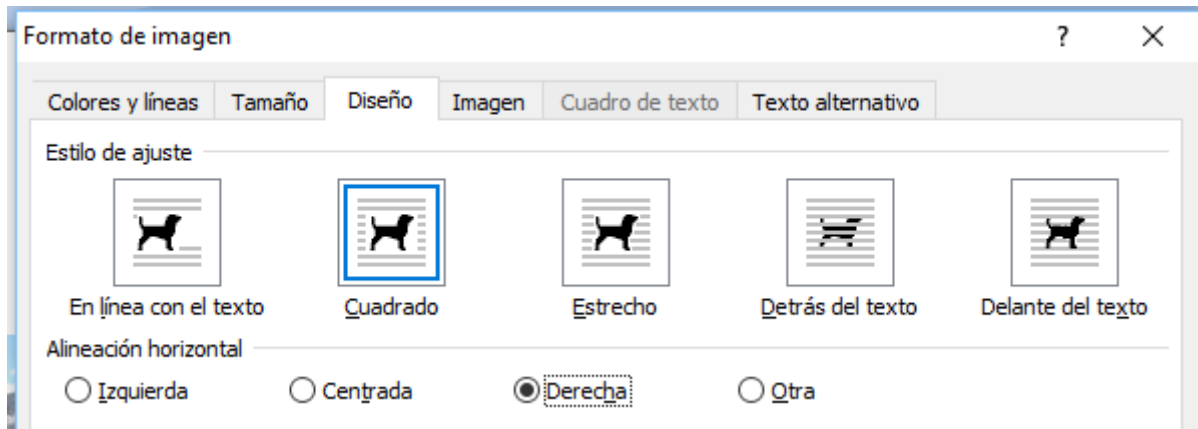 Formato de imagen ?
Colores y líneas Tamaño Diseño Imagen Cuadro de texto Texto alternativo
Estilo de ajuste
En línea con el texto Cuadrado Estrecho Detrás del texto Delante del texto
Alineación horizontal
Izquierda Centrada Derecha Otra